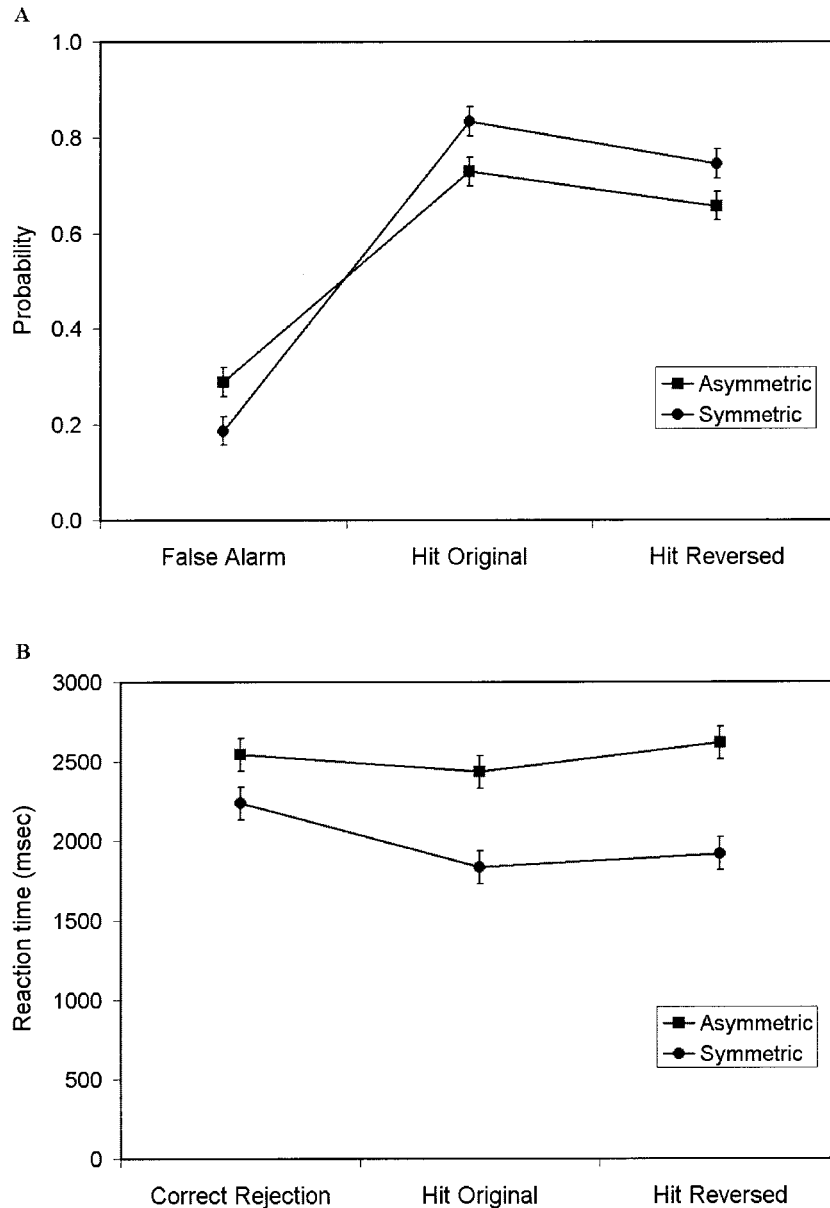 A
1.0
0.8
0.6
0.4
0.2
0.0
Probability
Asymmetric
Symmetric
False Alarm Hit Original Hit Reversed
B
3000
2500
2000
1500
1000
500
0
Reaction time (msec)
Asymmetric
Symmetric
Correct Rejection Hit Original Hit Reversed